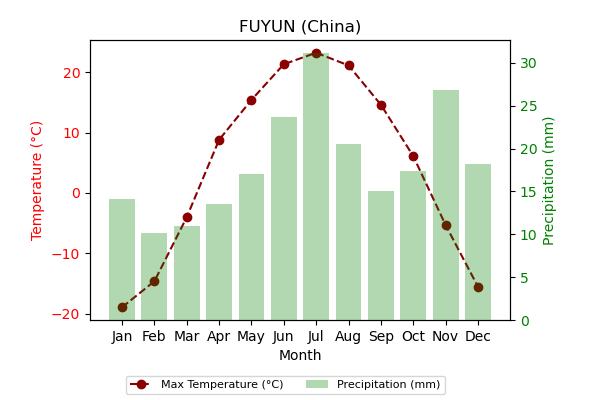 FUYUN (China)
Temperature (°C)
20
10
0
−10
−20
Precipitation (mm)
30
25
20
15
10
5
0
Jan Feb Mar Apr May Jun Jul Aug Sep Oct Nov Dec
Month
Max Temperature (°C) Precipitation (mm)